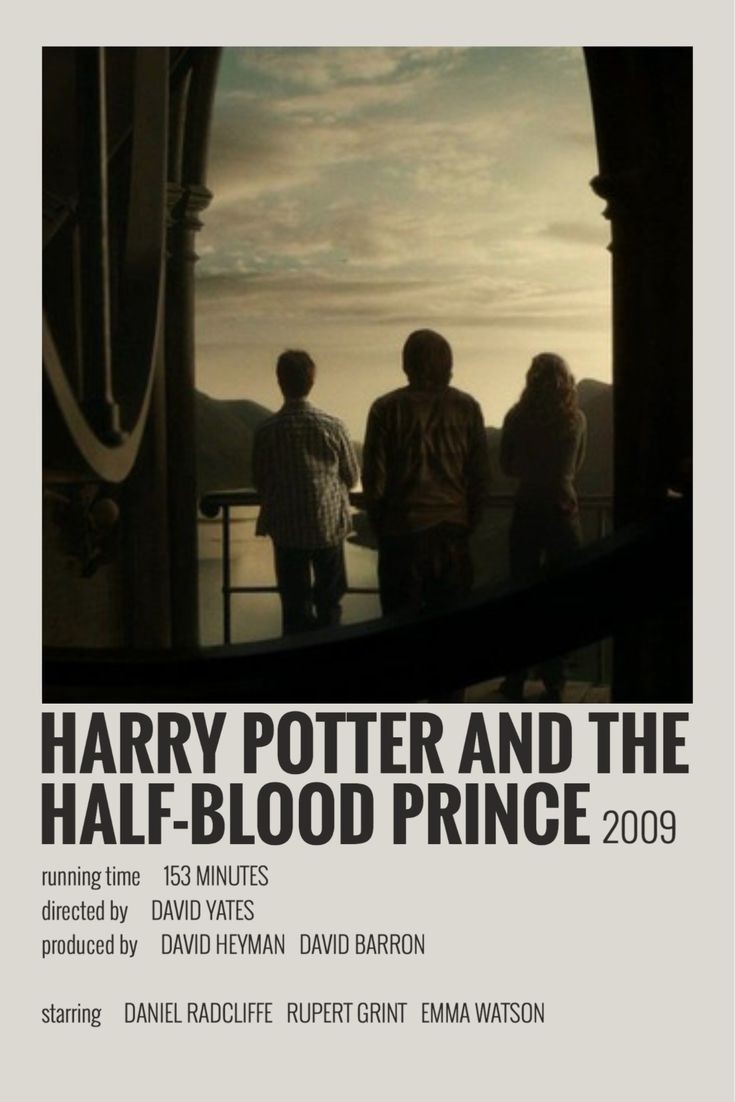 HARRY POTTER AND THE
HALF-BLOOD PRINCE 2009
running time 153 MINUTES
directed by DAVID YATES
produced by DAVID HEYMAN DAVID BARRON
starring DANIEL RADCLIFFE RUPERT GRINT EMMA WATSON